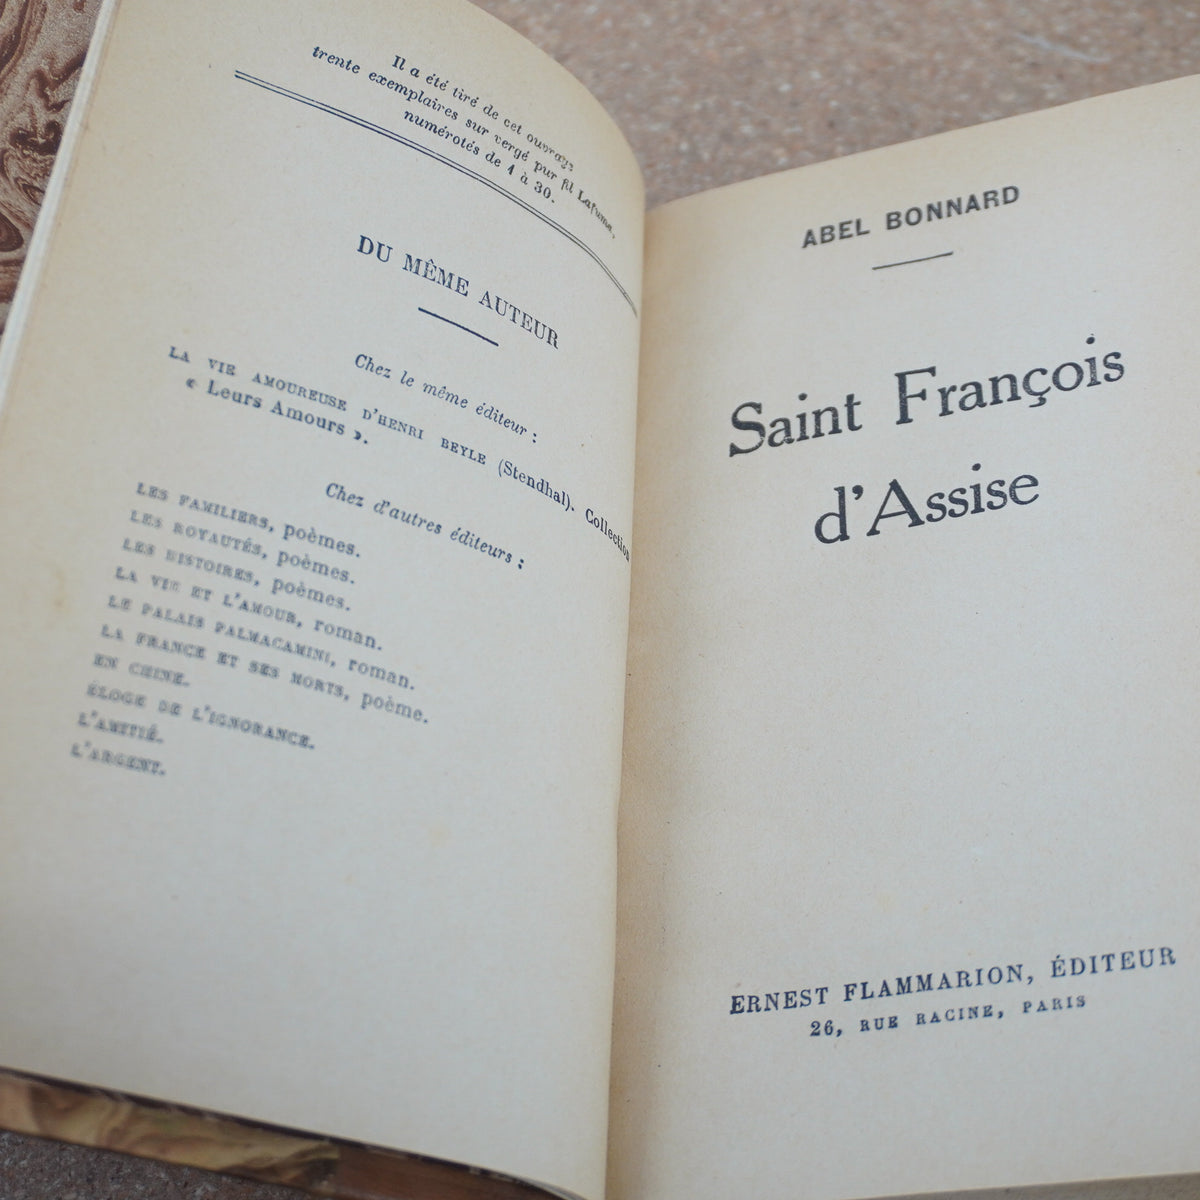 Il a été tiré de cet ouvrage
trente exemplaires sur vergé pur fil Lafuma,
numérotés de 1 à 30.
DU MÊME AUTEUR
Chez le même éditeur :
LA VIE AMOUREUSE D'HENRI BEYLE (Stendhal). Collection
« Leurs Amours ».
Chez d'autres éditeurs :
LES FAMILIERS, poèmes.
LES ROYAUTÉS, poèmes.
LES HISTOIRES, poèmes.
LA VIE ET L'AMOUR, roman.
LE PALAIS PALMACAMINI, roman.
LA FRANCE ET SES MORTS, poème.
EN CHINE.
ÉLOGE DE L'IGNORANCE.
L'AMITIÉ.
L'ARGENT.
ABEL BONNARD
Saint François
d'Assise
ERNEST FLAMMARION, ÉDITEUR
26, RUE RACINE, PARIS